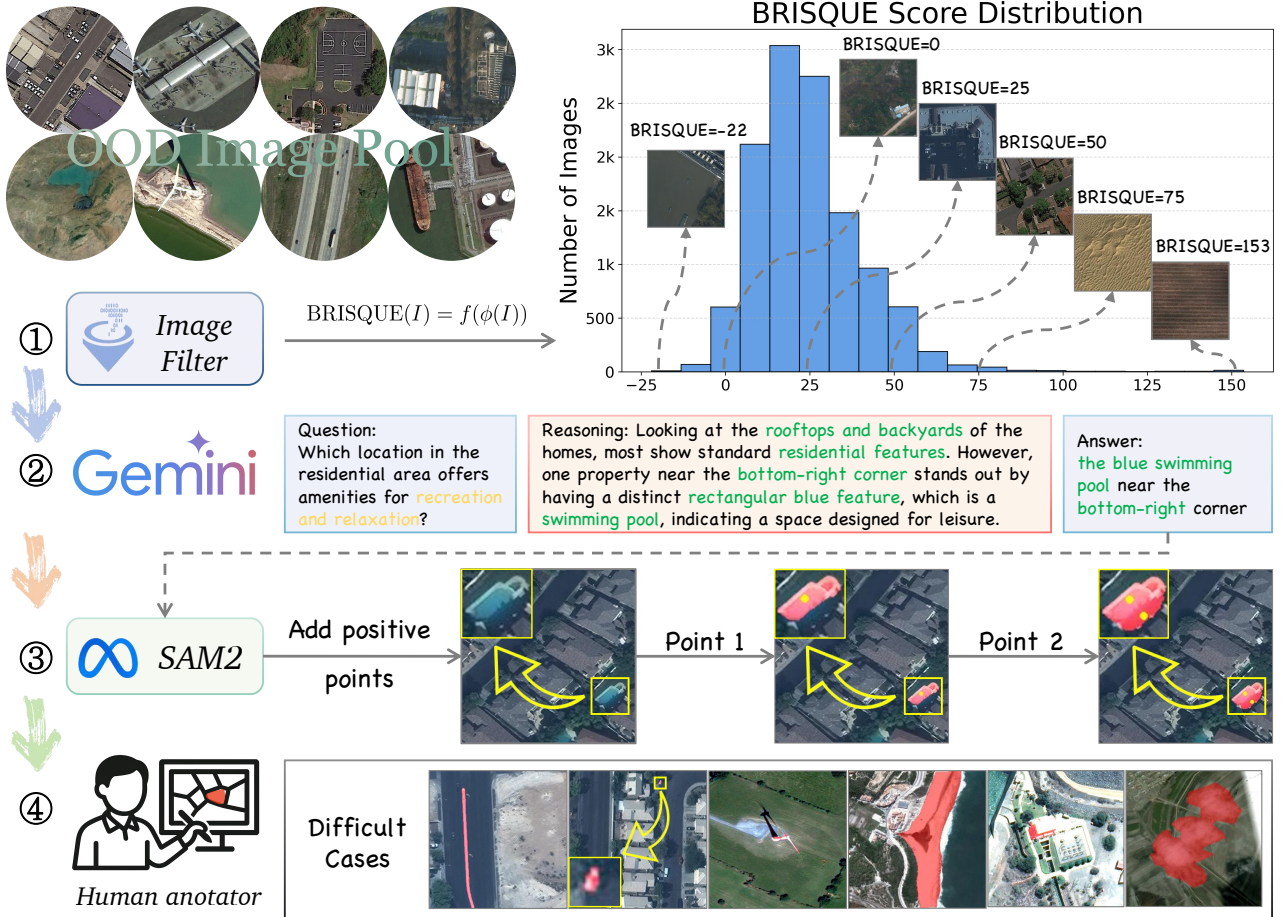 OOD Image Pool
BRISQUE Score Distribution
Number of Images
3k
2k
2k
2k
1k
500
0
−25
0
25
50
75
100
125
150
BRISQUE=-22
BRISQUE=0
BRISQUE=25
BRISQUE=50
BRISQUE=75
BRISQUE=153
①
Image
Filter
BRISQUE(I) = f(ϕ(I))
②
Gemini
Question:
Which location in the
residential area offers
amenities for recreation
and relaxation?
Reasoning: Looking at the rooftops and backyards of the
homes, most show standard residential features. However,
one property near the bottom-right corner stands out by
having a distinct rectangular blue feature, which is a
swimming pool, indicating a space designed for leisure.
Answer:
the blue swimming
pool near the
bottom-right corner
③
SAM2
Add positive
points
Point 1
Point 2
④
Human anotator
Difficult
Cases